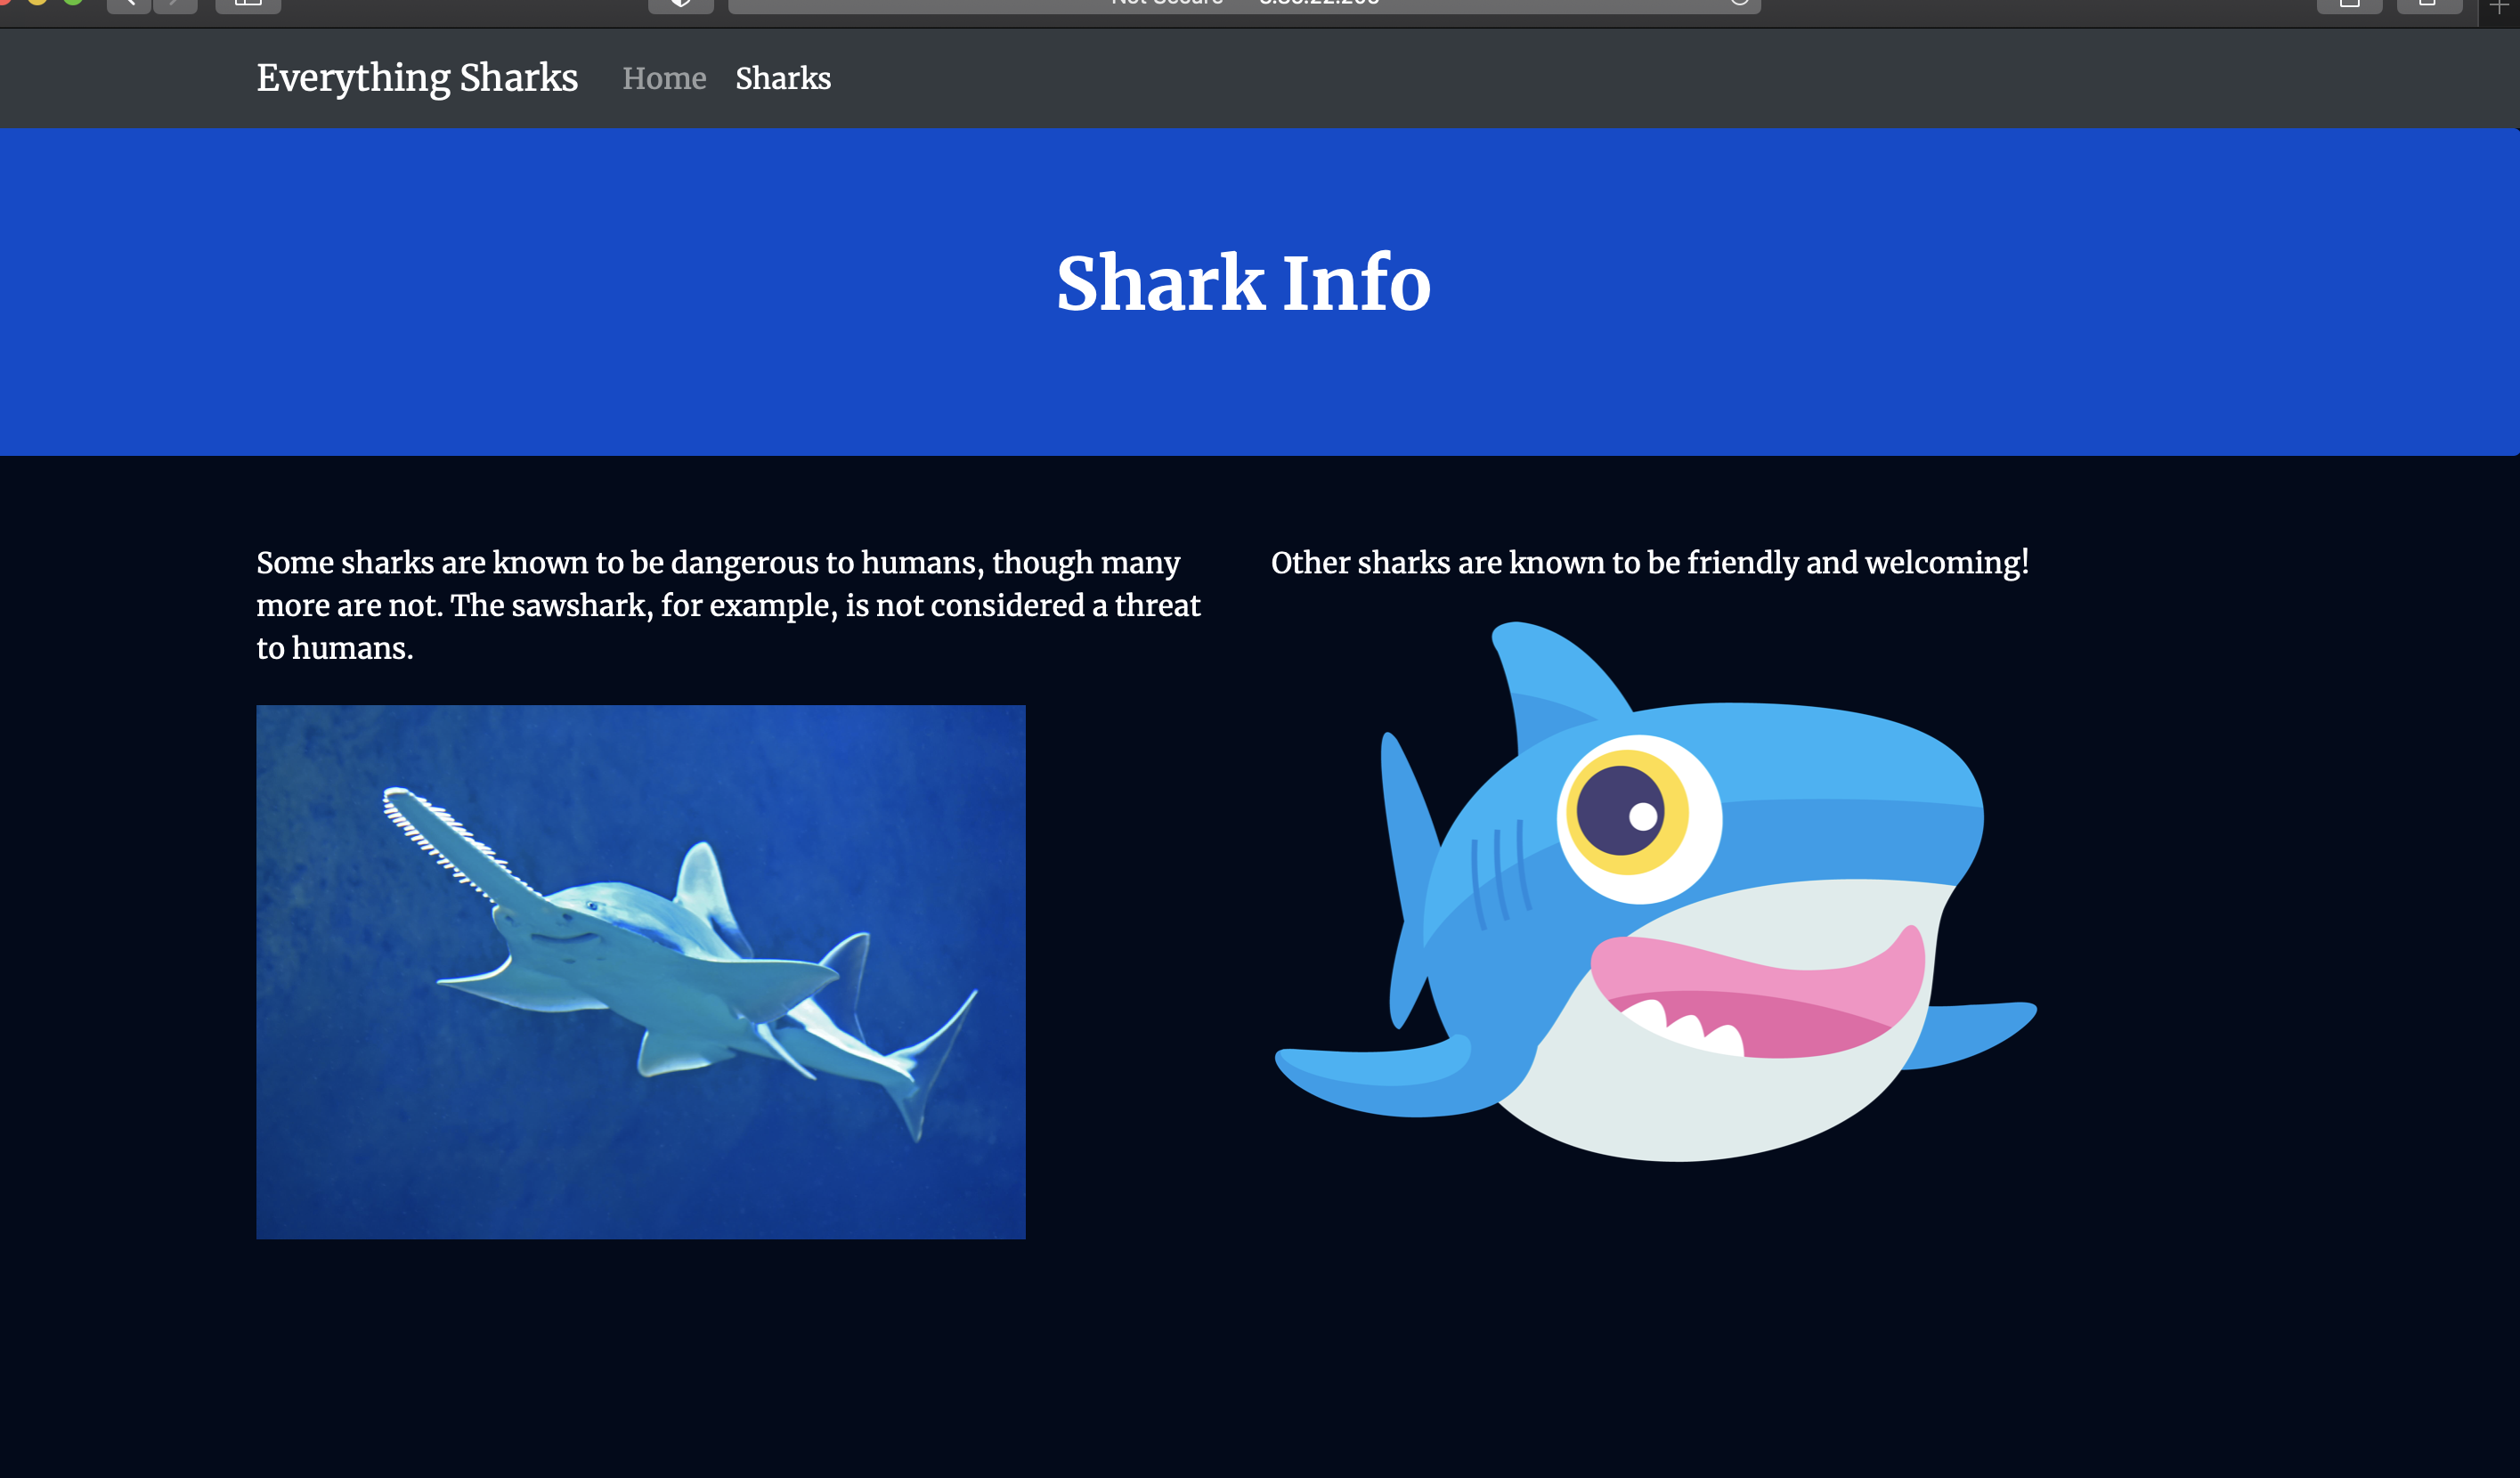 Everything Sharks Home Sharks
Shark Info
Some sharks are known to be dangerous to humans, though many
more are not. The sawshark, for example, is not considered a threat
to humans.
Other sharks are known to be friendly and welcoming!